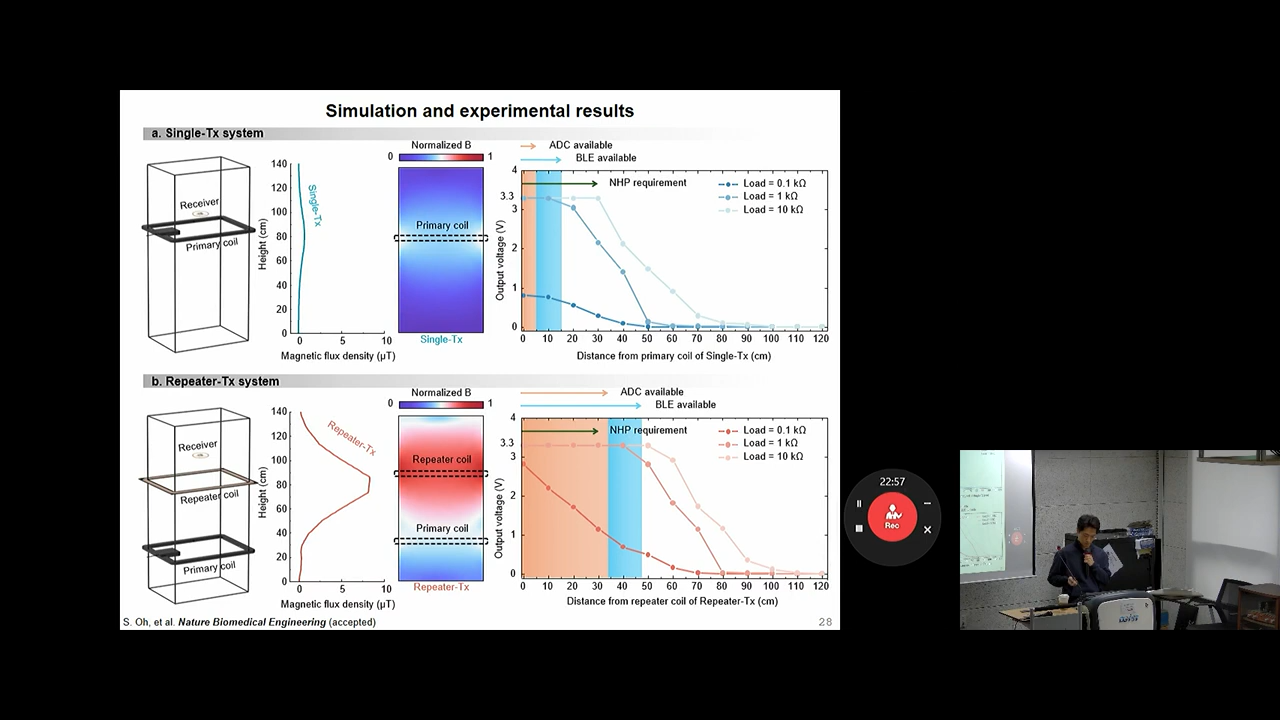 Simulation and experimental results
a. Single-Tx system
Receiver
Primary coil
140
120
100
80
60
40
20
0
Height (cm)
Single-Tx
0 5 10
Magnetic flux density (µT)
Normalized B
0 1
Primary coil
Single-Tx
ADC available
BLE available
NHP requirement
Load = 0.1 kΩ
Load = 1 kΩ
Load = 10 kΩ
4
3.3
3
2
1
0
Output voltage (V)
0 10 20 30 40 50 60 70 80 90 100 110 120
Distance from primary coil of Single-Tx (cm)
b. Repeater-Tx system
Receiver
Repeater coil
Primary coil
140
120
100
80
60
40
20
0
Height (cm)
Repeater-Tx
0 5 10
Magnetic flux density (µT)
Normalized B
0 1
Repeater coil
Primary coil
Repeater-Tx
ADC available
BLE available
NHP requirement
Load = 0.1 kΩ
Load = 1 kΩ
Load = 10 kΩ
4
3.3
3
2
1
0
Output voltage (V)
0 10 20 30 40 50 60 70 80 90 100 110 120
Distance from repeater coil of Repeater-Tx (cm)
S. Oh, et al. Nature Biomedical Engineering (accepted)
28
22:57
Rec